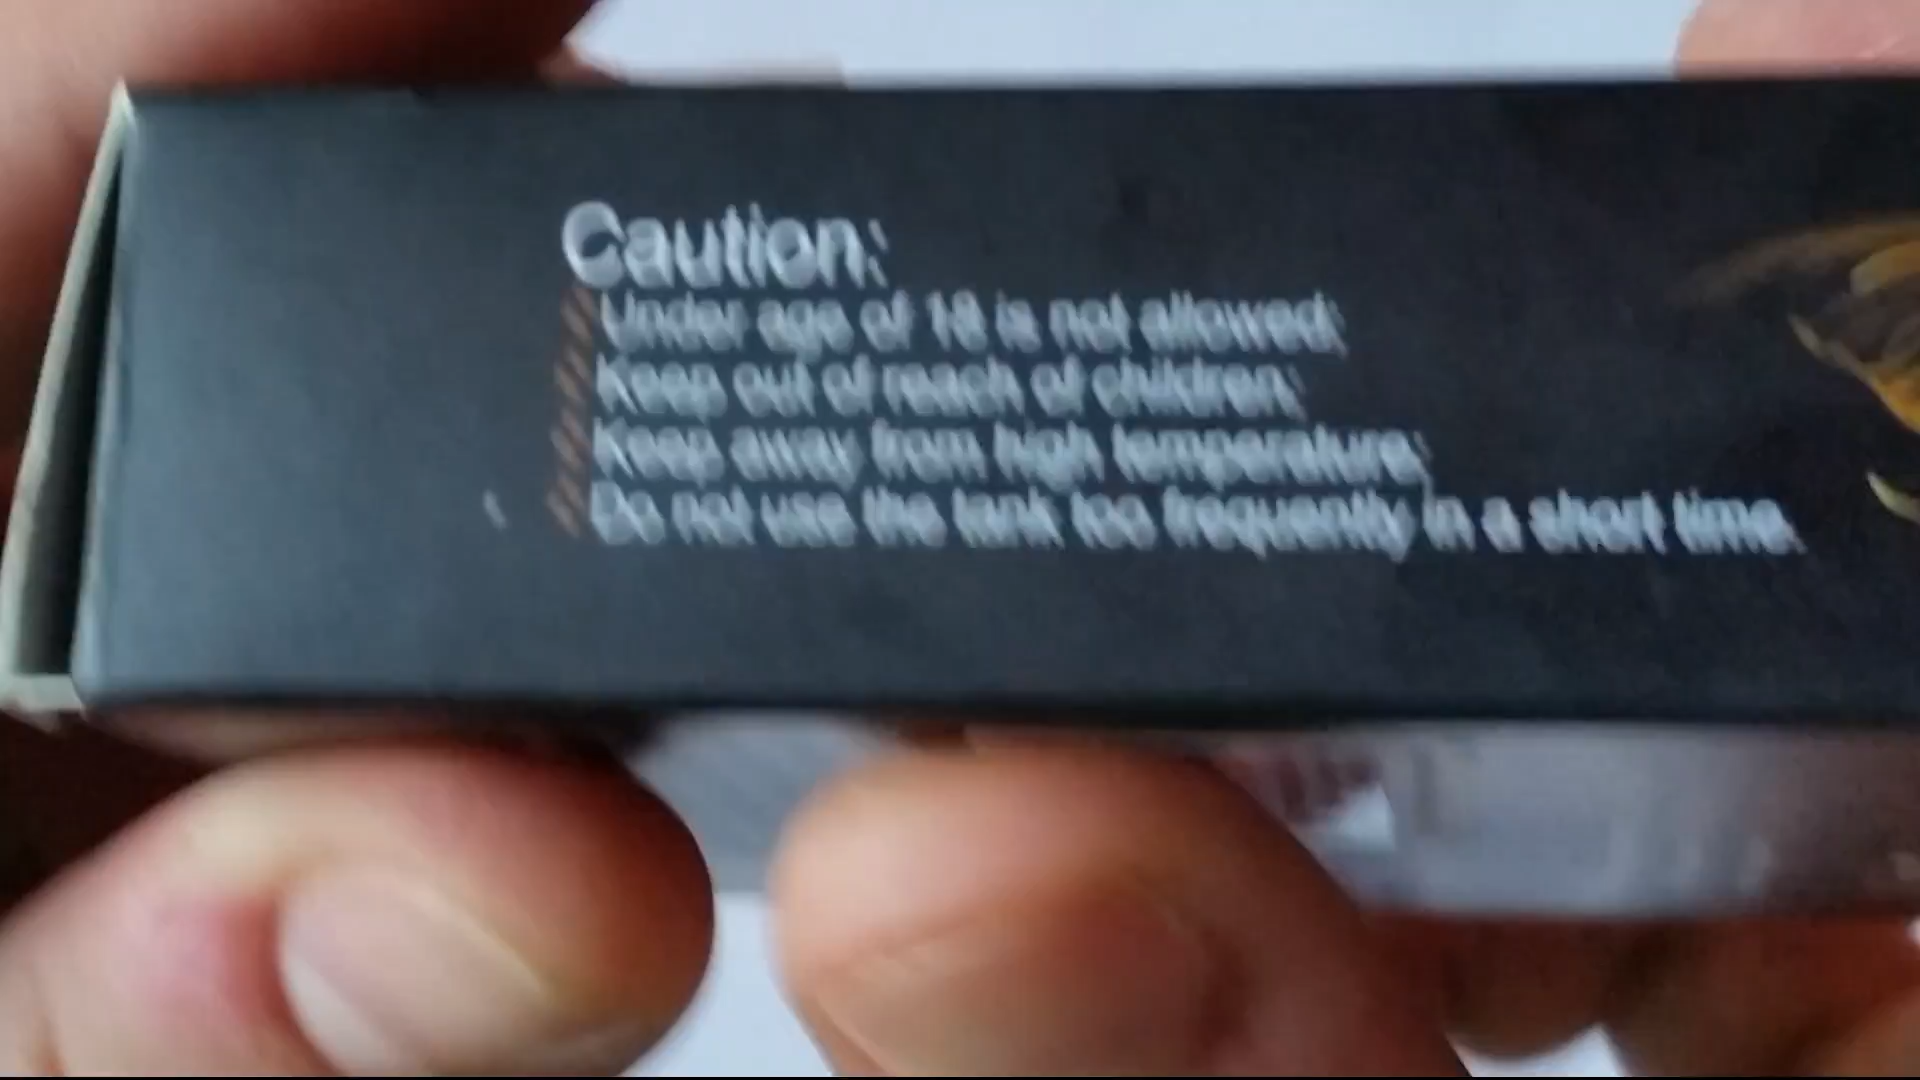 Caution:
Under age of 18 is not allowed;
Keep out of reach of children;
Keep away from high temperature;
Do not use the tank too frequently in a short time.